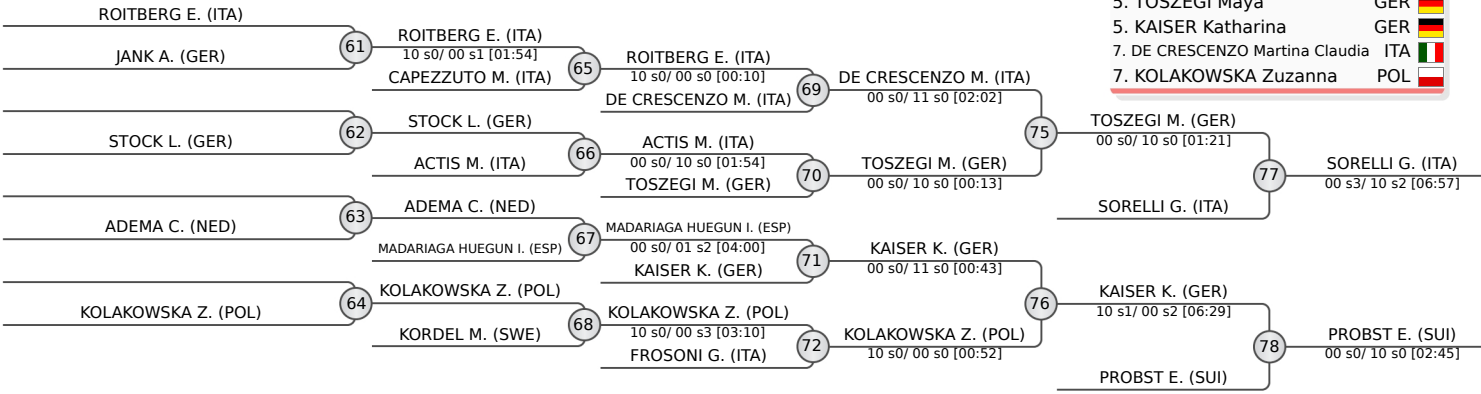 ROITBERG E. (ITA)
JANK A. (GER)
61
ROITBERG E. (ITA)
10 s0/ 00 s1 [01:54]
CAPEZZUTO M. (ITA)
65
ROITBERG E. (ITA)
10 s0/ 00 s0 [00:10]
DE CRESCENZO M. (ITA)
69
DE CRESCENZO M. (ITA)
00 s0/ 11 s0 [02:02]
STOCK L. (GER)
62
STOCK L. (GER)
ACTIS M. (ITA)
66
ACTIS M. (ITA)
00 s0/ 10 s0 [01:54]
TOSZEGI M. (GER)
70
TOSZEGI M. (GER)
00 s0/ 10 s0 [00:13]
75
TOSZEGI M. (GER)
00 s0/ 10 s0 [01:21]
SORELLI G. (ITA)
77
SORELLI G. (ITA)
00 s3/ 10 s2 [06:57]
ADEMA C. (NED)
63
ADEMA C. (NED)
MADARIAGA HUEGUN I. (ESP)
67
MADARIAGA HUEGUN I. (ESP)
00 s0/ 01 s2 [04:00]
KAISER K. (GER)
71
KAISER K. (GER)
00 s0/ 11 s0 [00:43]
KOLAKOWSKA Z. (POL)
64
KOLAKOWSKA Z. (POL)
KORDEL M. (SWE)
68
KOLAKOWSKA Z. (POL)
10 s0/ 00 s3 [03:10]
FROSONI G. (ITA)
72
KOLAKOWSKA Z. (POL)
10 s0/ 00 s0 [00:52]
76
KAISER K. (GER)
10 s1/ 00 s2 [06:29]
PROBST E. (SUI)
78
PROBST E. (SUI)
00 s0/ 10 s0 [02:45]
5. TOSZEGI Maya GER
5. KAISER Katharina GER
7. DE CRESCENZO Martina Claudia ITA
7. KOLAKOWSKA Zuzanna POL